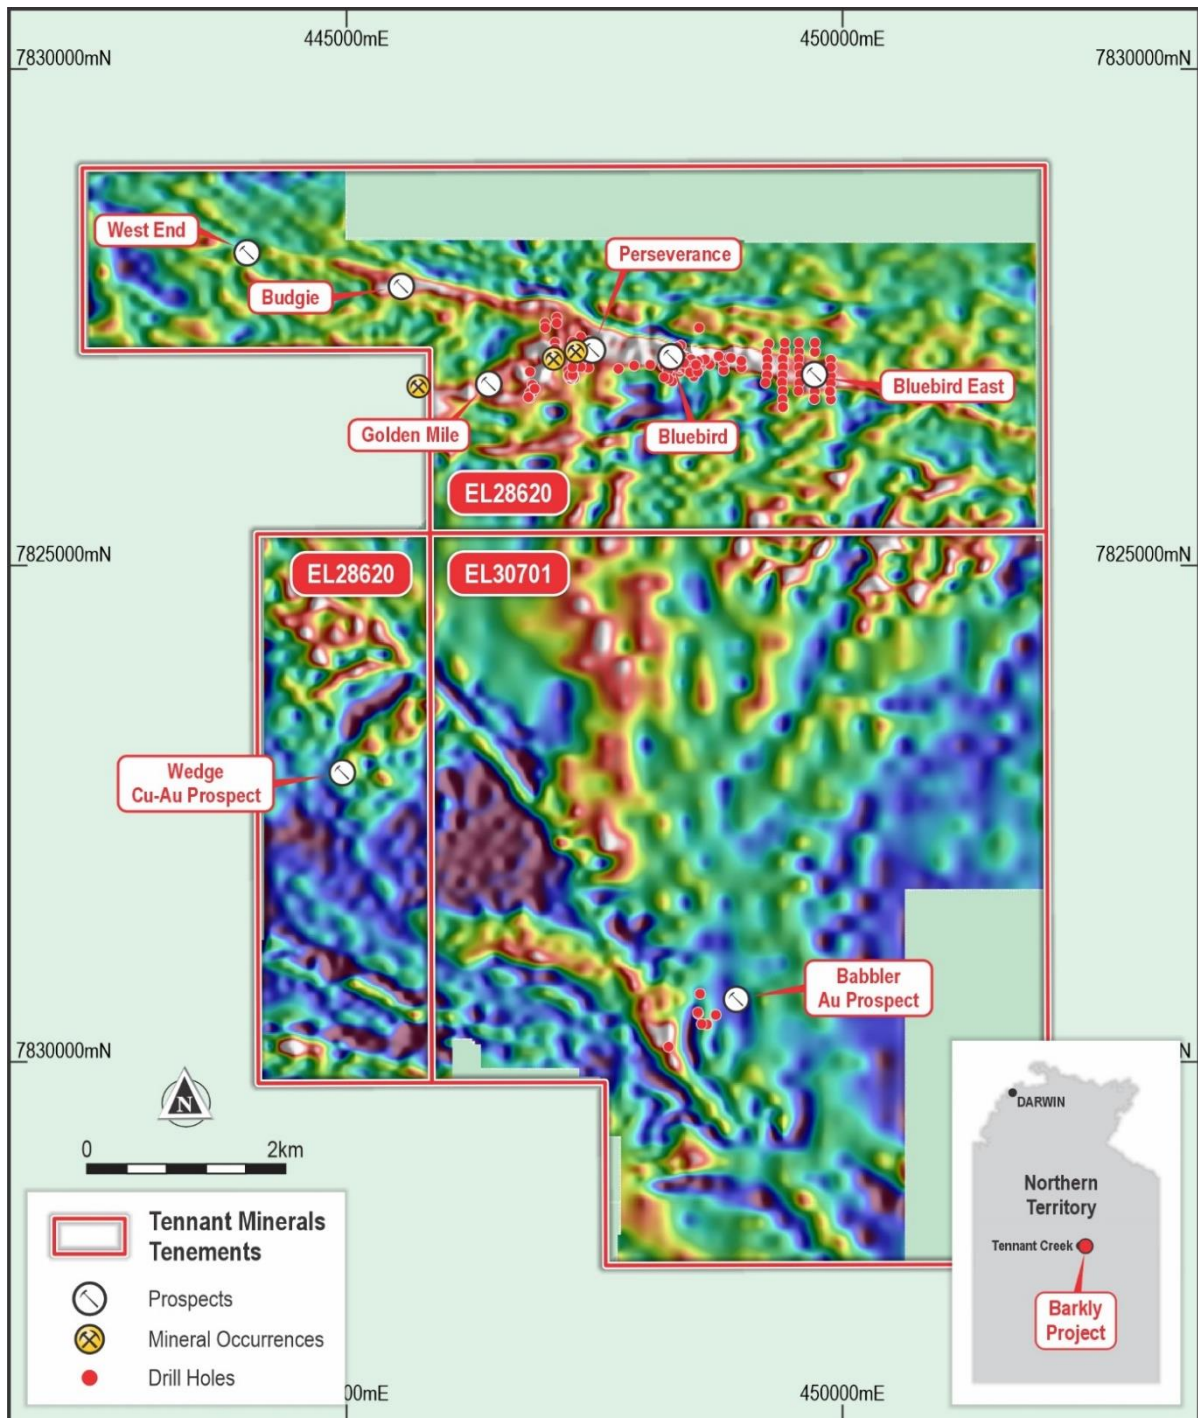 445000mE
450000mE
7830000mN
7830000mN
West End
Perseverance
Budgie
Bluebird East
Golden Mile
Bluebird
EL28620
7825000mN
7825000mN
EL28620
EL30701
Wedge
Cu-Au Prospect
Babbler
Au Prospect
7830000mN
N
N
0
2km
DARWIN
Northern
Territory
Tennant Creek
Barkly
Project
Tennant Minerals
Tenements
Prospects
Mineral Occurrences
Drill Holes
00mE
450000mE